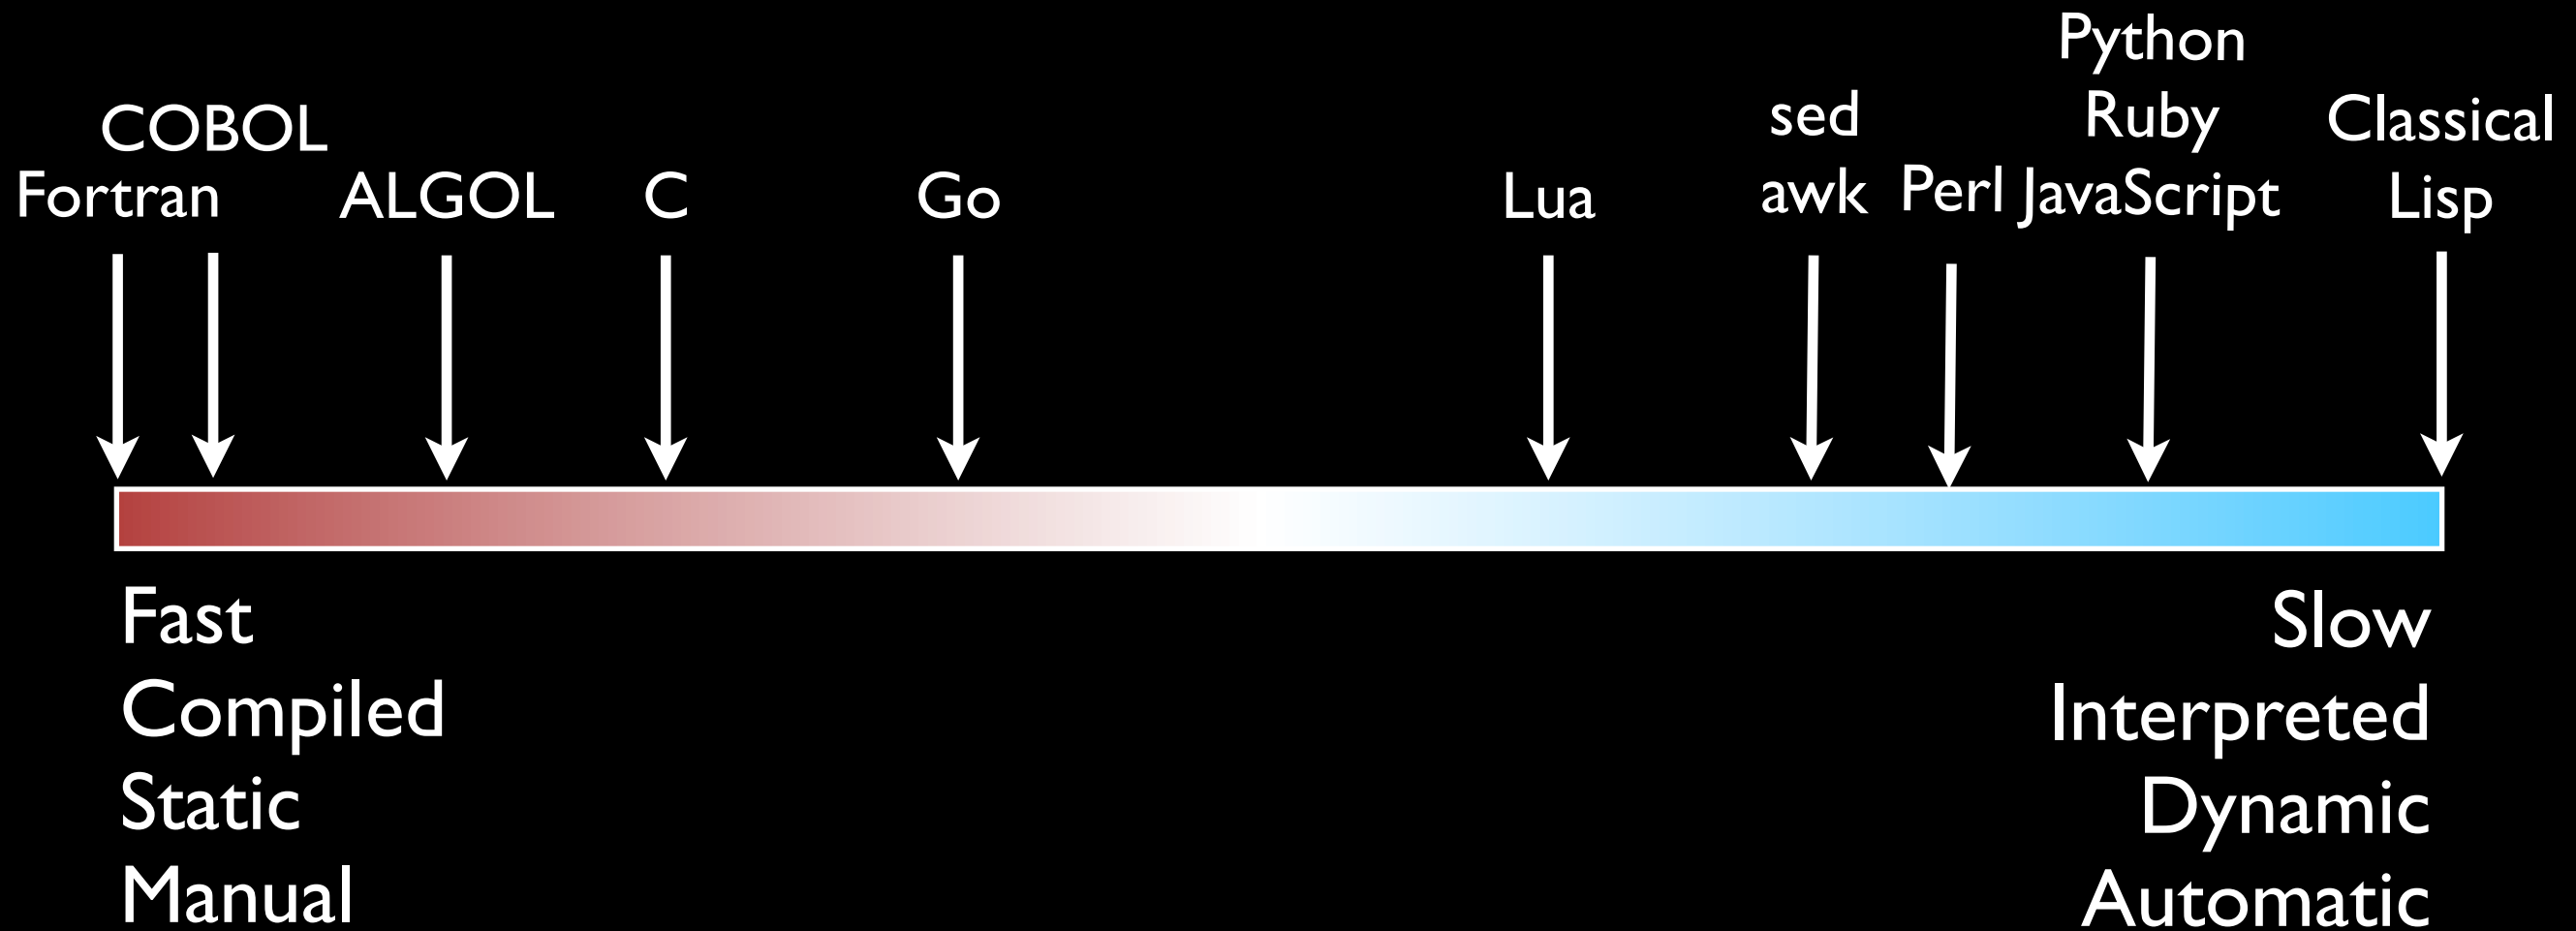 COBOL
Fortran
ALGOL
C
Go
Lua
sed
awk
Perl
Python
Ruby
JavaScript
Classical
Lisp
Fast
Compiled
Static
Manual
Slow
Interpreted
Dynamic
Automatic